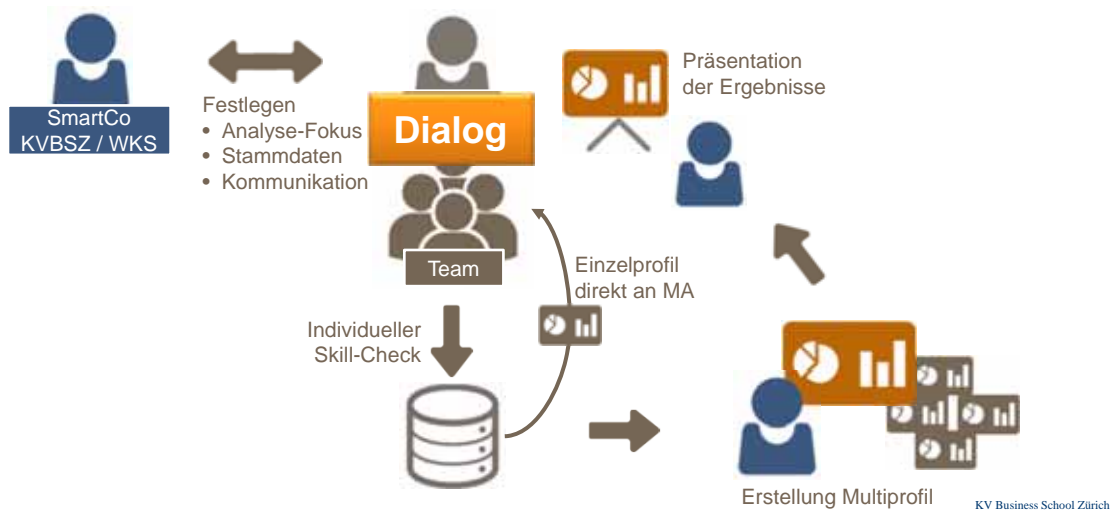 SmartCo
KVBSZ / WKS
Festlegen
• Analyse-Fokus
• Stammdaten
• Kommunikation
Dialog
Team
Präsentation
der Ergebnisse
Einzelprofil
direkt an MA
Individueller
Skill-Check
Erstellung Multiprofil
KV Business School Zürich